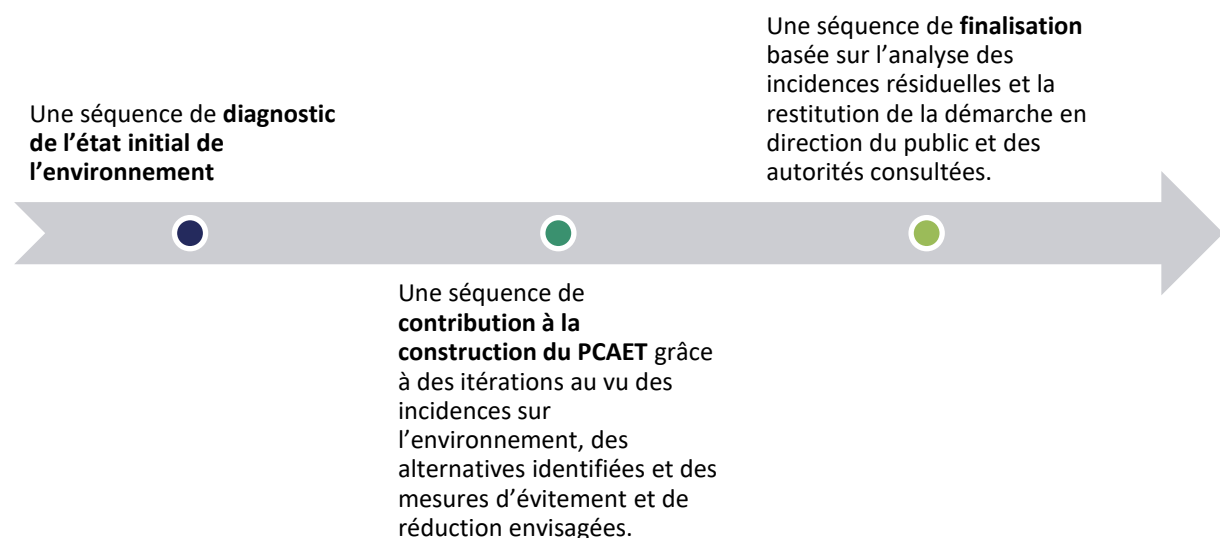 Une séquence de diagnostic
de l’état initial de
l’environnement
Une séquence de
contribution à la
construction du PCAET grâce
à des itérations au vu des
incidences sur
l’environnement, des
alternatives identifiées et des
mesures d’évitement et de
réduction envisagées.
Une séquence de finalisation
basée sur l’analyse des
incidences résiduelles et la
restitution de la démarche en
direction du public et des
autorités consultées.